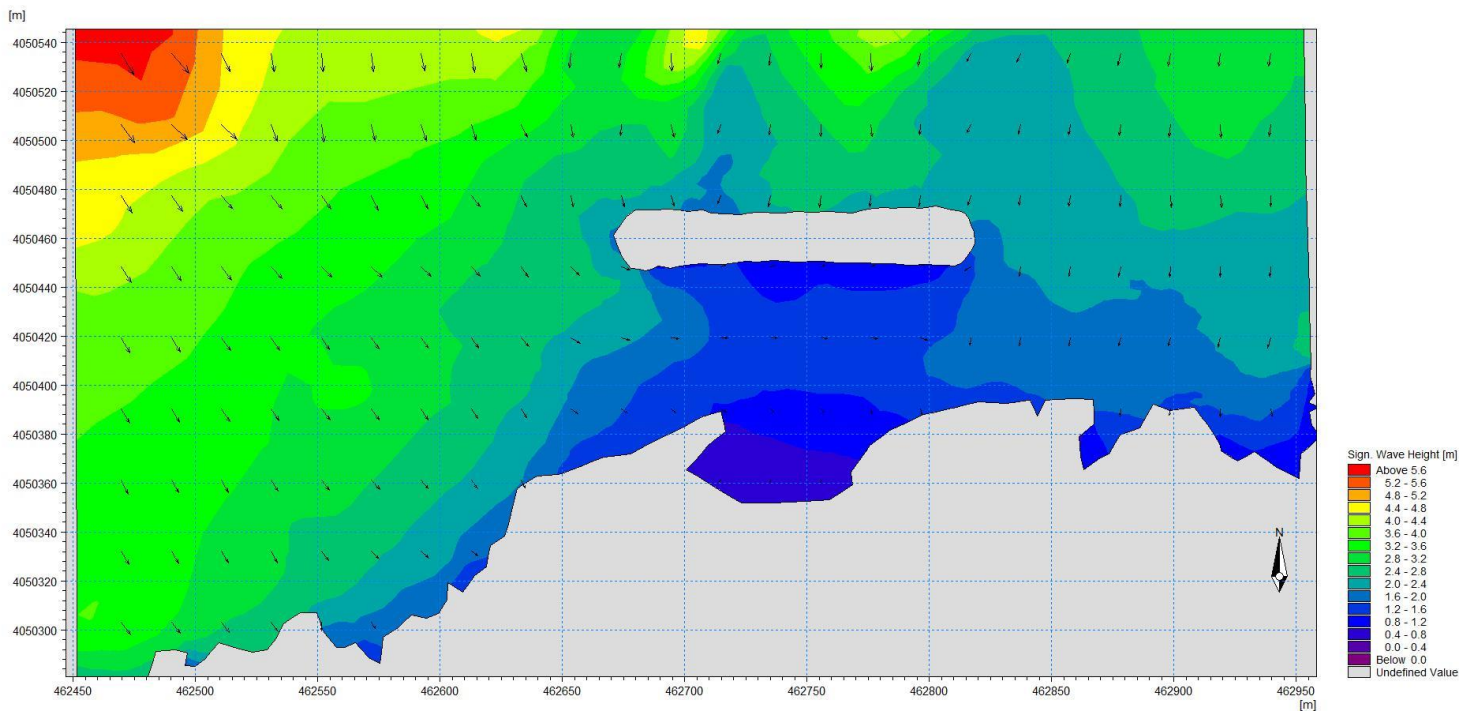 [m]
4050540
4050520
4050500
4050480
4050460
4050440
4050420
4050400
4050380
4050360
4050340
4050320
4050300
462450 462500 462550 462600 462650 462700 462750 462800 462850 462900 462950
[m]
N
Sign. Wave Height [m]
Above 5.6
5.2 - 5.6
4.8 - 5.2
4.4 - 4.8
4.0 - 4.4
3.6 - 4.0
3.2 - 3.6
2.8 - 3.2
2.4 - 2.8
2.0 - 2.4
1.6 - 2.0
1.2 - 1.6
0.8 - 1.2
0.4 - 0.8
0.0 - 0.4
Below 0.0
Undefined Value